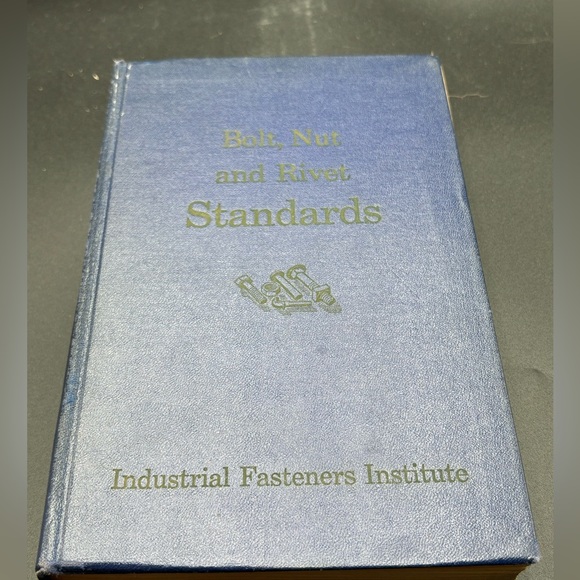 Bolt, Nut
and Rivet
Standards
Industrial Fasteners Institute